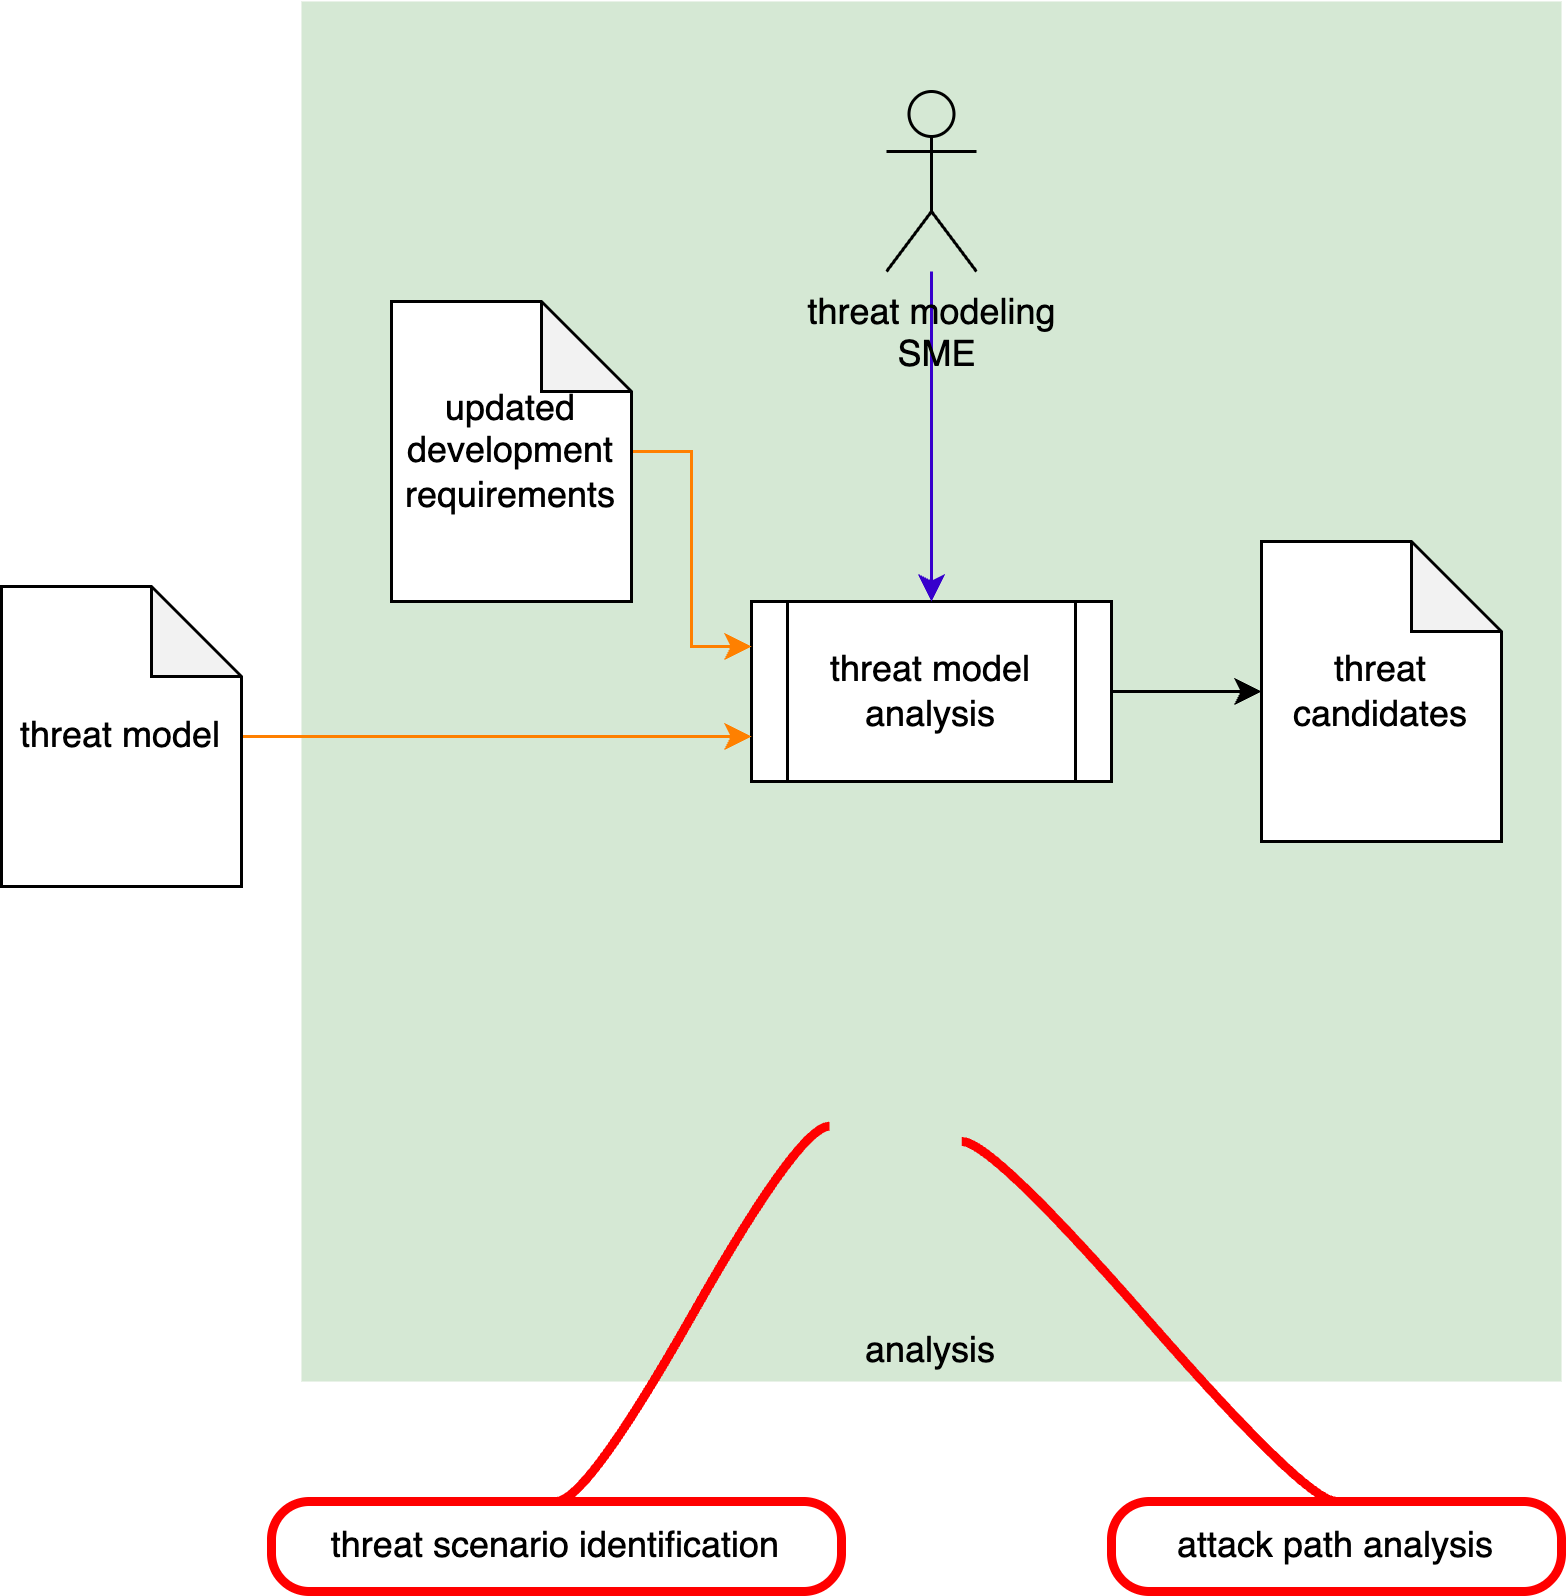 threat modeling
SME
updated
development
requirements
threat model
threat model
analysis
threat
candidates
analysis
threat scenario identification
attack path analysis